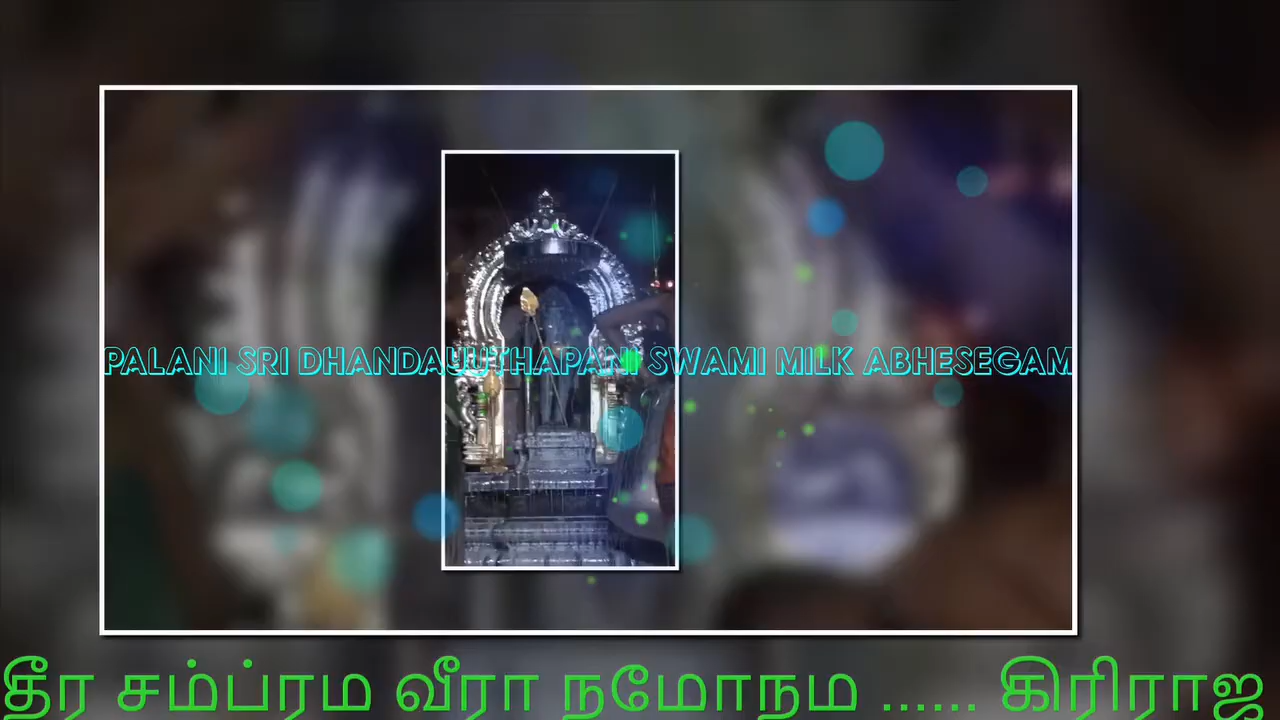 PALANI SRI DHANDAYUTHAPANI SWAMI MILK ABHESEGAM
தீர சம்ப்ரம வீரா நமோநம ...... கிரிராஜ